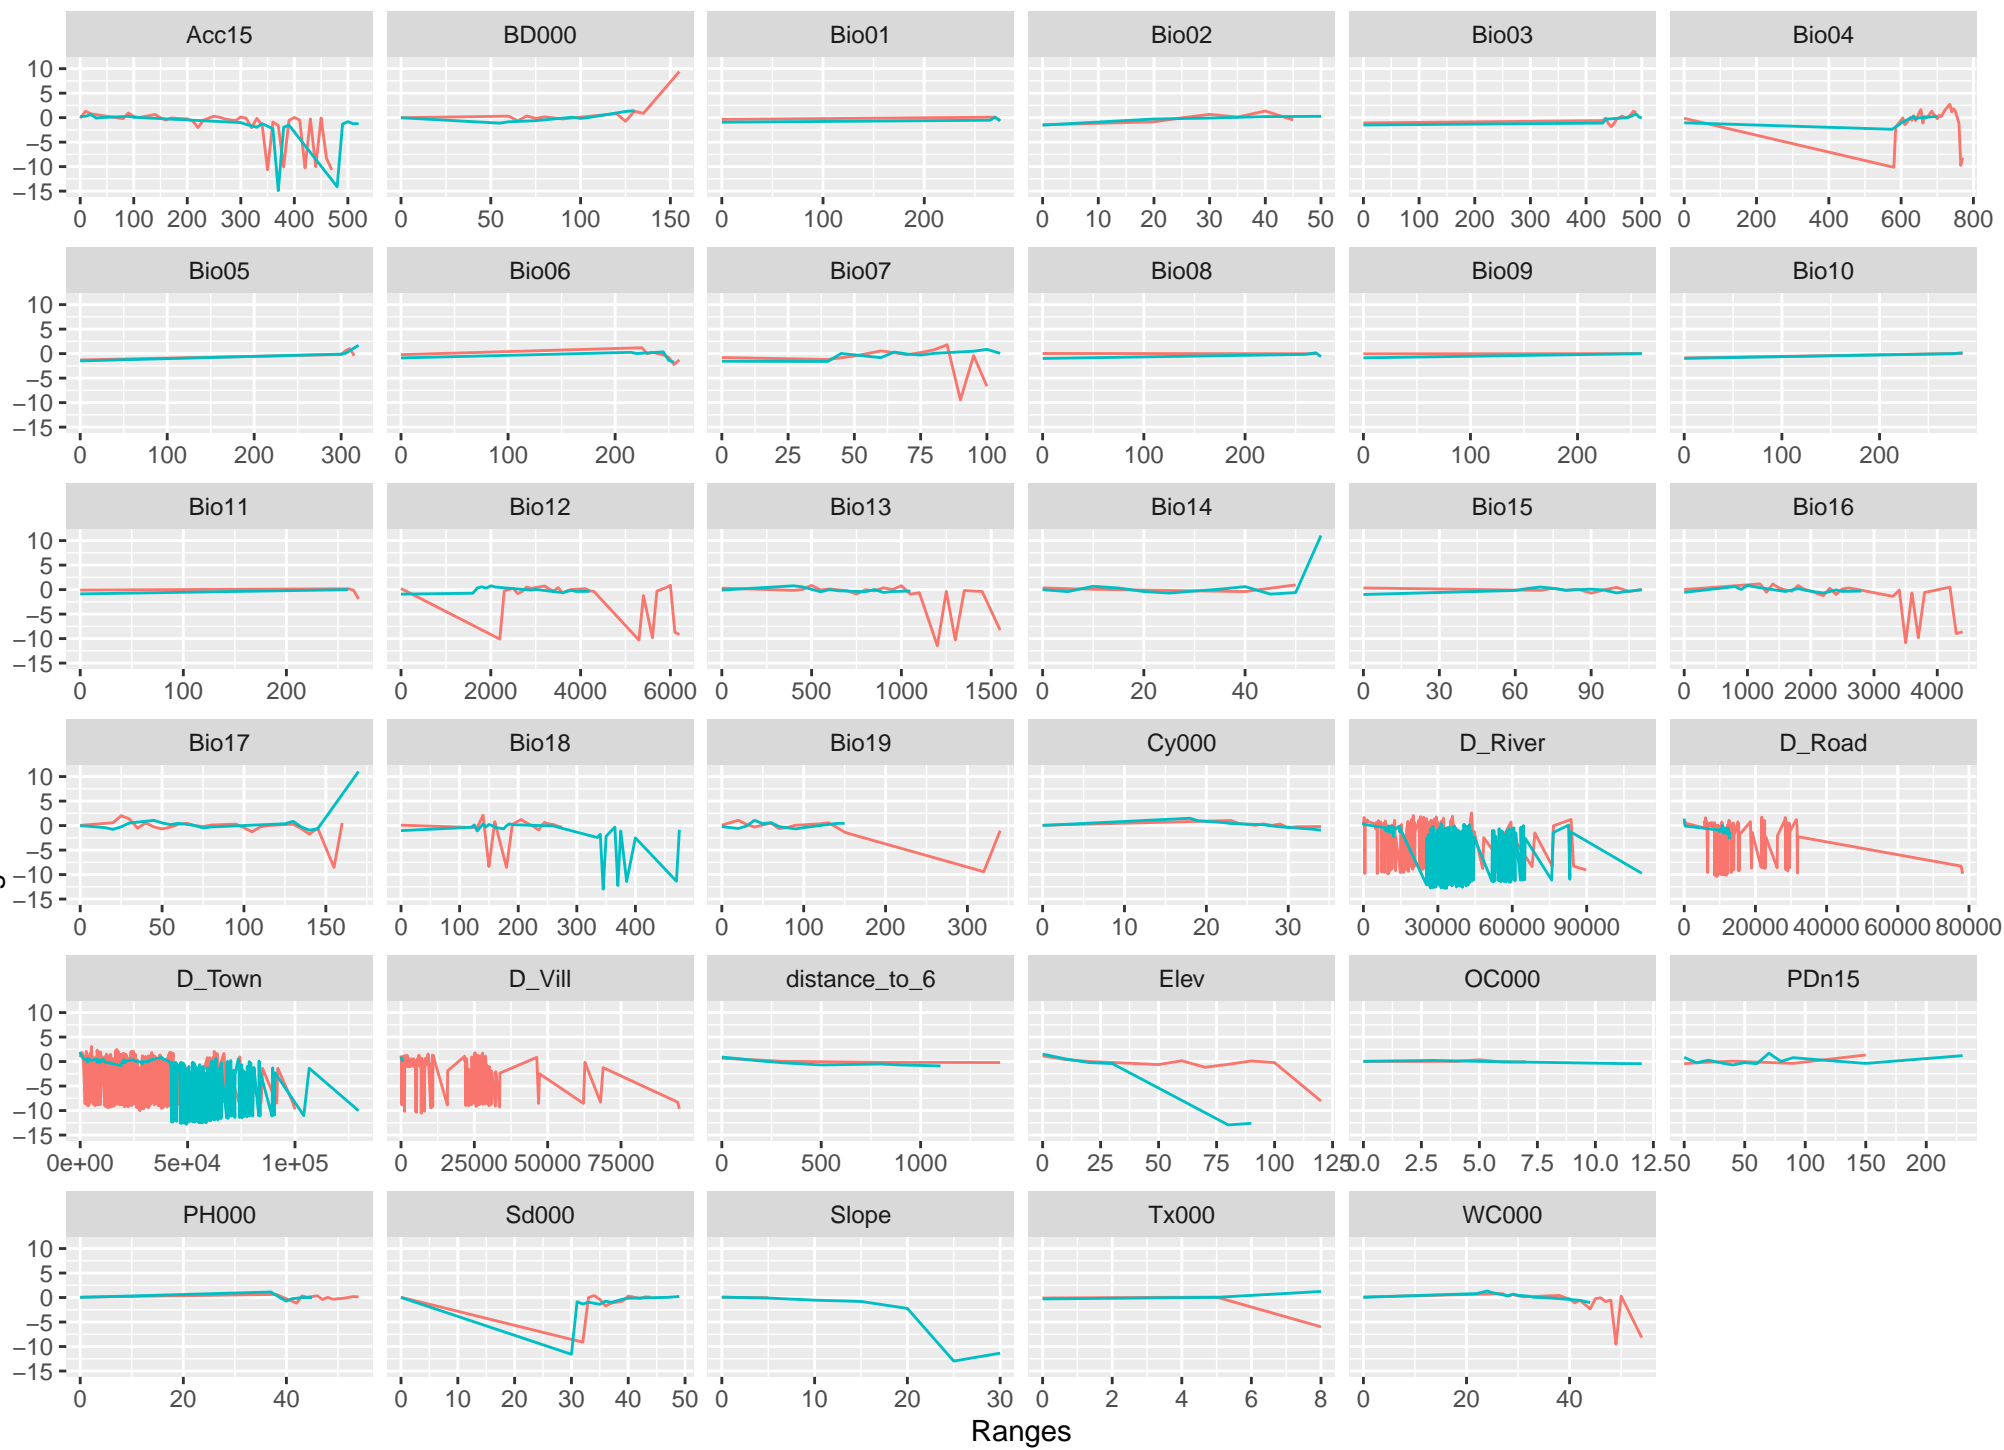 Acc15 BD000 Bio01 Bio02 Bio03 Bio04
10
5
0
−5
−10
−15
0 100 200 300 400 500 0 50 100 150 0 100 200 0 10 20 30 40 50 0 100 200 300 400 500 0 200 400 600 800
Bio05 Bio06 Bio07 Bio08 Bio09 Bio10
10
5
0
−5
−10
−15
0 100 200 300 0 100 200 0 25 50 75 100 0 100 200 0 100 200 0 100 200
Bio11 Bio12 Bio13 Bio14 Bio15 Bio16
10
5
0
−5
−10
−15
0 100 200 0 2000 4000 6000 0 500 1000 1500 0 20 40 0 30 60 90 0 1000 2000 3000 4000
Bio17 Bio18 Bio19 Cy000 D_River D_Road
10
5
0
−5
−10
−15
0 50 100 150 0 100 200 300 400 0 100 200 300 0 10 20 30 0 30000 60000 90000 0 20000 40000 60000 80000
D_Town D_Vill distance_to_6 Elev OC000 PDn15
10
5
0
−5
−10
−15
0e+00 5e+04 1e+05 0 25000 50000 75000 0 500 1000 0 25 50 75 100 125 0.0 2.5 5.0 7.5 10.0 12.5 0 50 100 150 200
PH000 Sd000 Slope Tx000 WC000
10
5
0
−5
−10
−15
0 20 40 0 10 20 30 40 50 0 10 20 30 0 2 4 6 8 0 20 40
Ranges